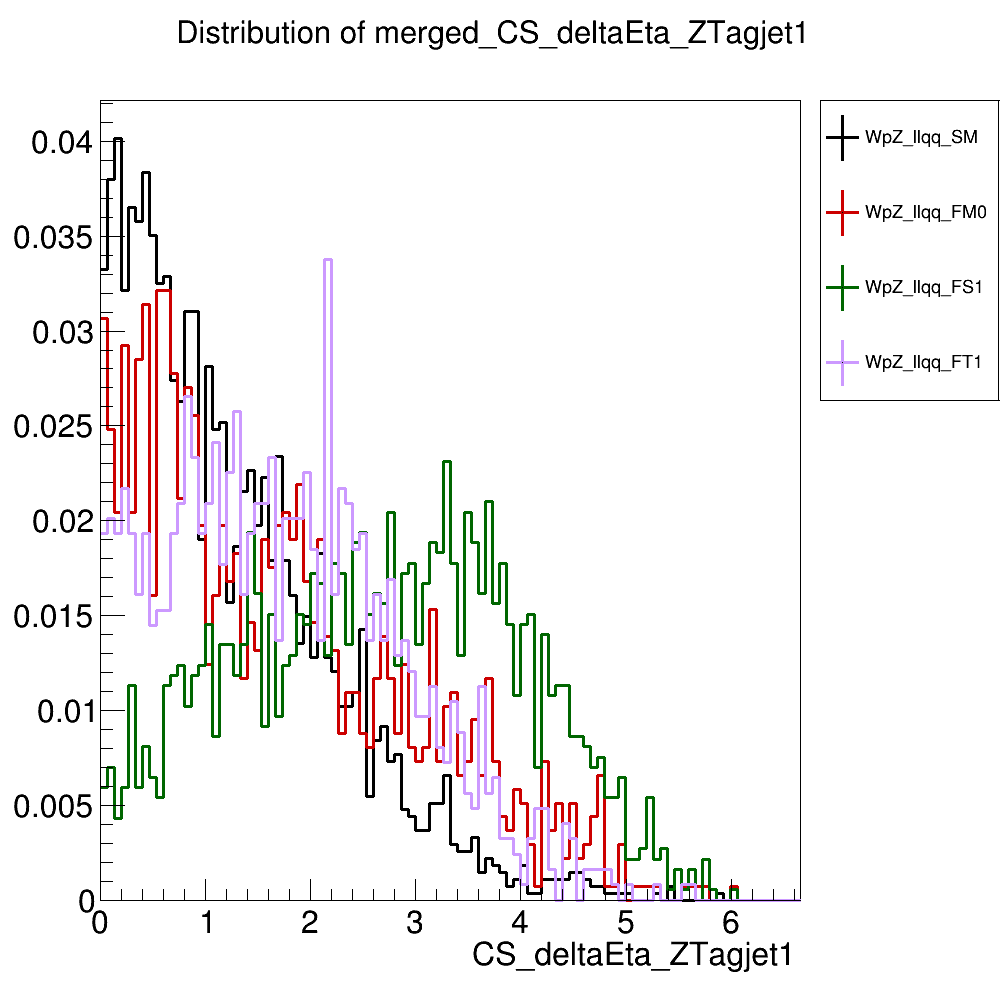 Distribution of merged_CS_deltaEta_ZTagjet1
0.04
0.035
0.03
0.025
0.02
0.015
0.01
0.005
0
0 1 2 3 4 5 6
CS_deltaEta_ZTagjet1
WpZ_llqq_SM
WpZ_llqq_FM0
WpZ_llqq_FS1
WpZ_llqq_FT1